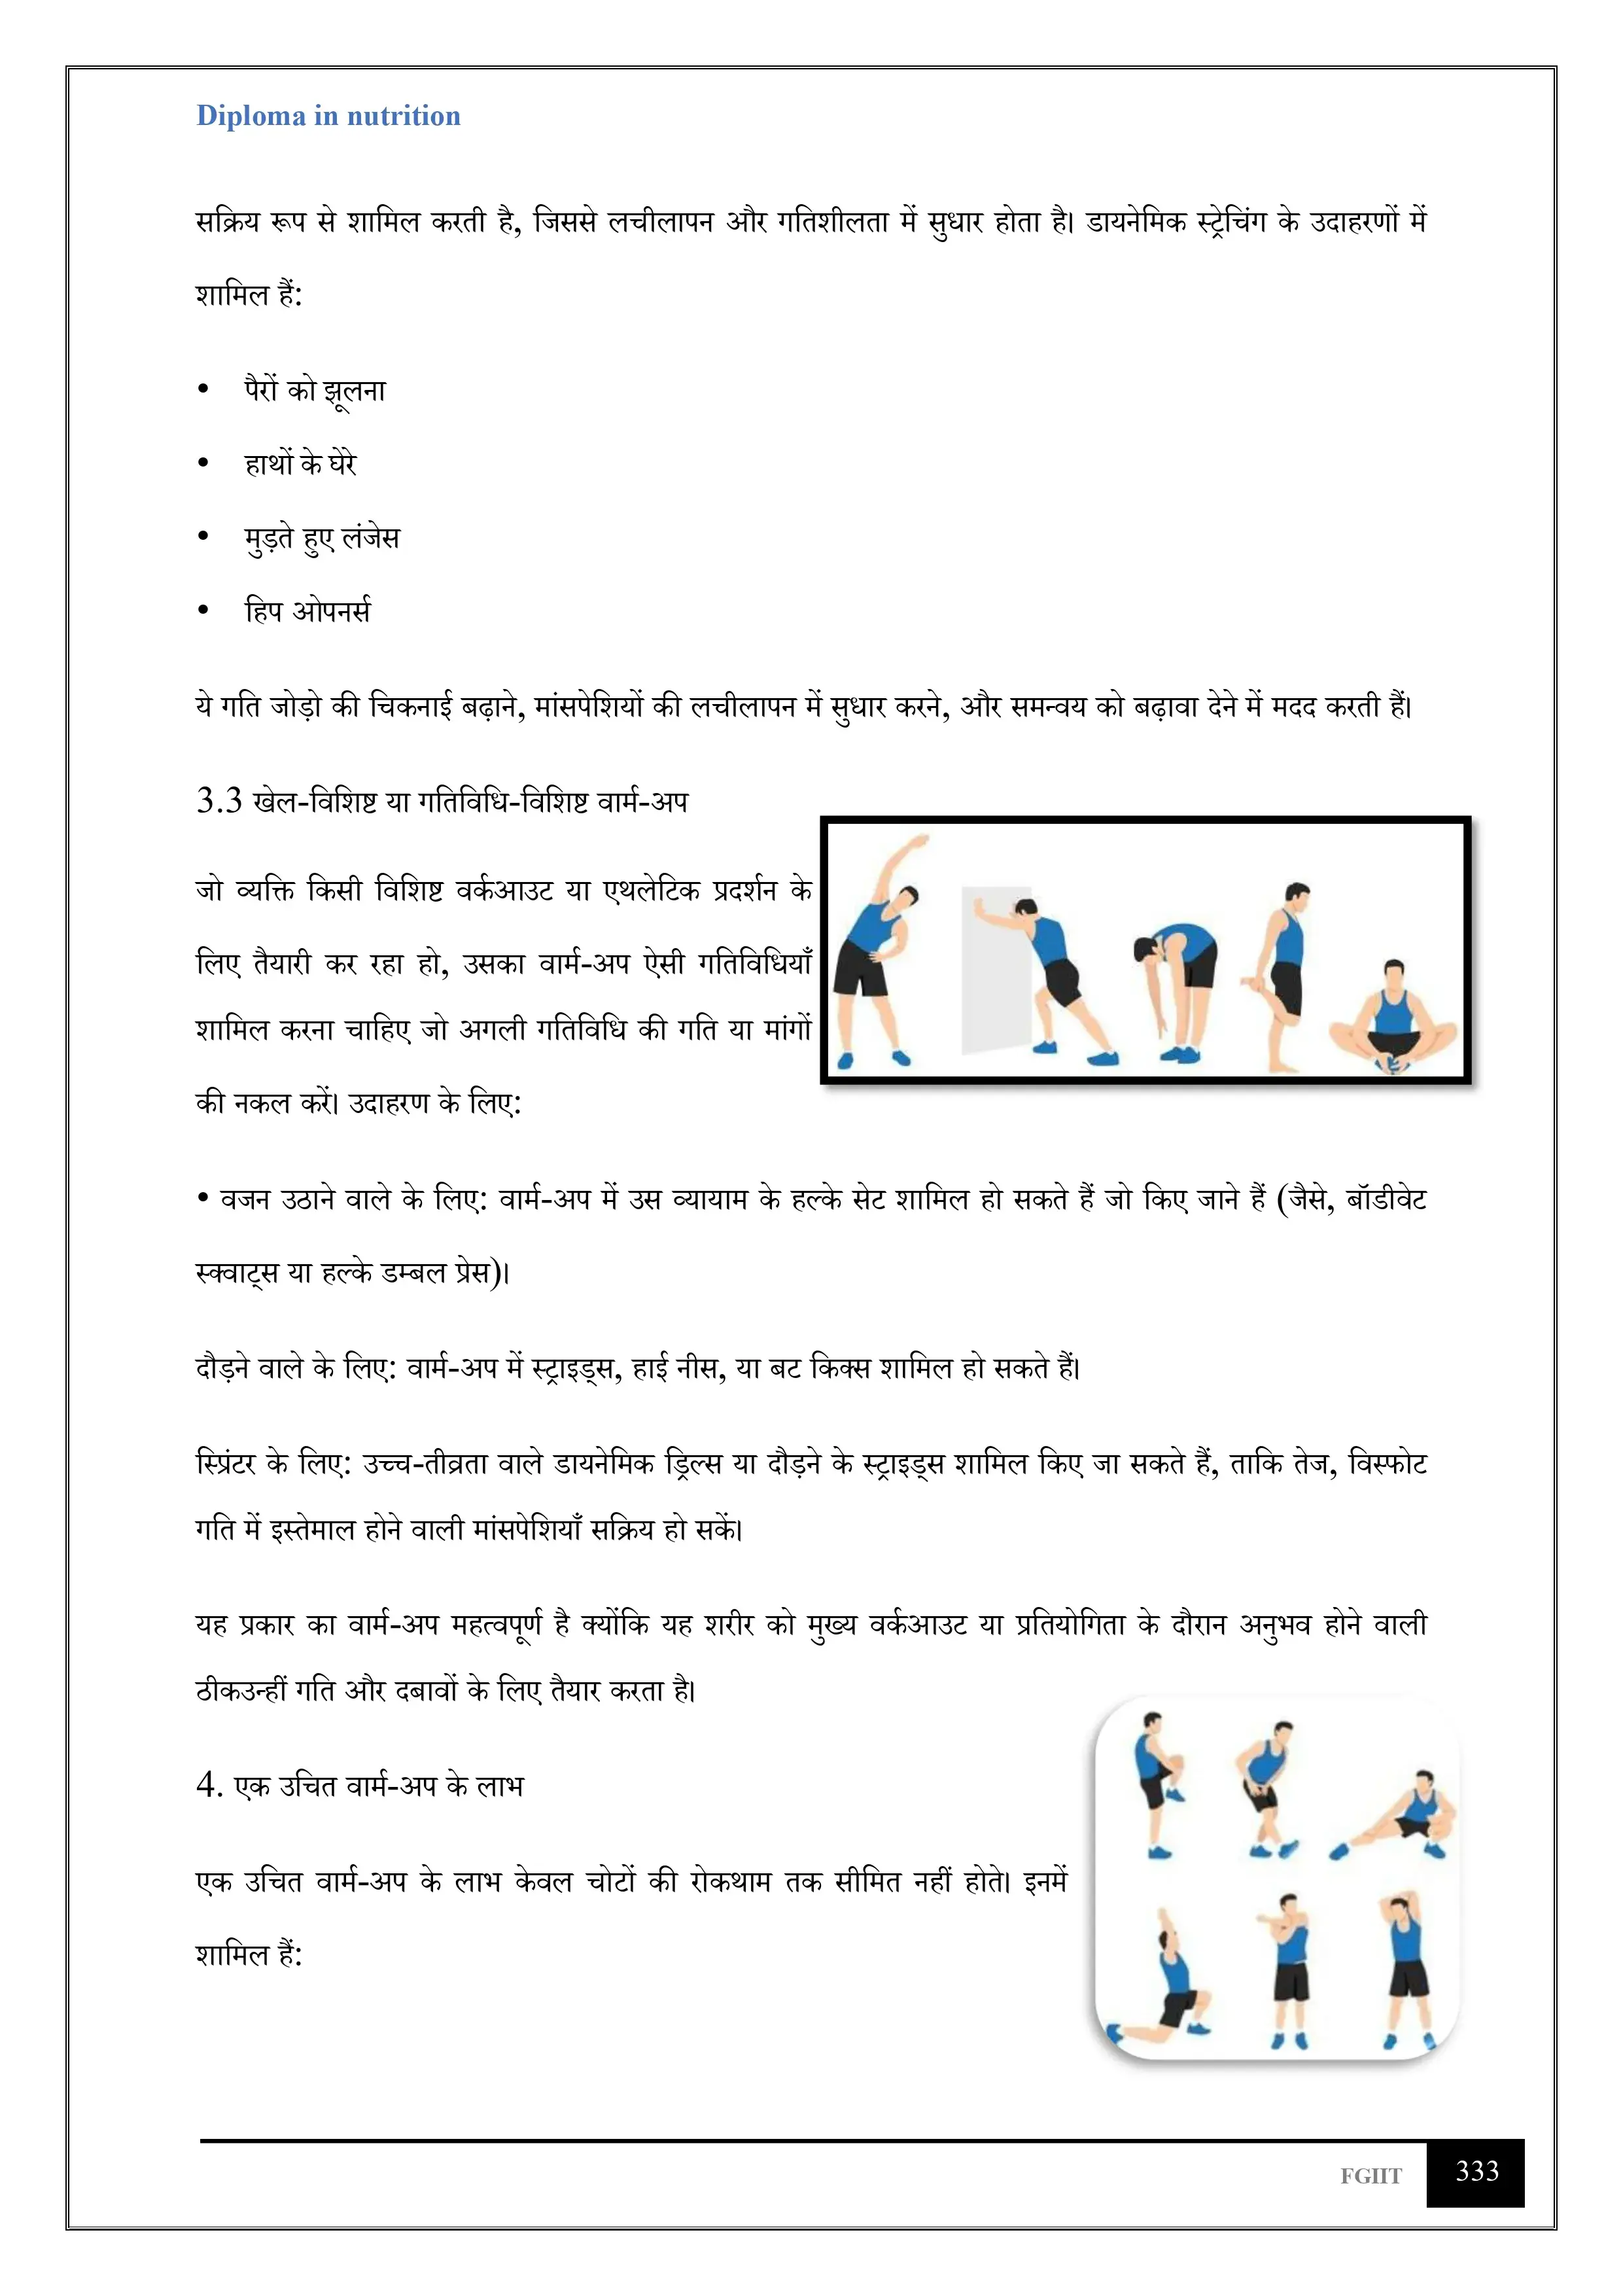 Diploma in nutrition
सक्रिय रूप से शामिल करती है, जिससे लचीलापन और गतिशीलता में सुधार होता है। डायनेमिक स्ट्रेचिंग के उदाहरणों में
शामिल हैं:
• पैरों को झूलना
• हाथों के घेरे
• मुड़ते हुए लंजेस
• हिप ओपनर्स
ये गति जोड़ो की चिकनाई बढ़ाने, मांसपेशियों की लचीलापन में सुधार करने, और समन्वय को बढ़ावा देने में मदद करती हैं।
3.3 खेल-विशिष्ट या गतिविधि-विशिष्ट वार्म-अप
जो व्यक्ति किसी विशिष्ट वर्कआउट या एथलेटिक प्रदर्शन के
लिए तैयारी कर रहा हो, उसका वार्म-अप ऐसी गतिविधियाँ
शामिल करना चाहिए जो अगली गतिविधि की गति या मांगों
की नकल करें। उदाहरण के लिए:
• वजन उठाने वाले के लिए: वार्म-अप में उस व्यायाम के हल्के सेट शामिल हो सकते हैं जो किए जाने हैं (जैसे, बॉडीवेट
स्क्वाट्स या हल्के डम्बल प्रेस)।
दौड़ने वाले के लिए: वार्म-अप में स्ट्राइड्स, हाई नीस, या बट किक्स शामिल हो सकते हैं।
स्प्रिंटर के लिए: उच्च-तीव्रता वाले डायनेमिक ड्रिल्स या दौड़ने के स्ट्राइड्स शामिल किए जा सकते हैं, ताकि तेज, विस्फोट
गति में इस्तेमाल होने वाली मांसपेशियाँ सक्रिय हो सकें।
यह प्रकार का वार्म-अप महत्वपूर्ण है क्योंकि यह शरीर को मुख्य वर्कआउट या प्रतियोगिता के दौरान अनुभव होने वाली
ठीकउन्हीं गति और दबावों के लिए तैयार करता है।
4. एक उचित वार्म-अप के लाभ
एक उचित वार्म-अप के लाभ केवल चोटों की रोकथाम तक सीमित नहीं होते। इनमें
शामिल हैं:
FGIIT 333